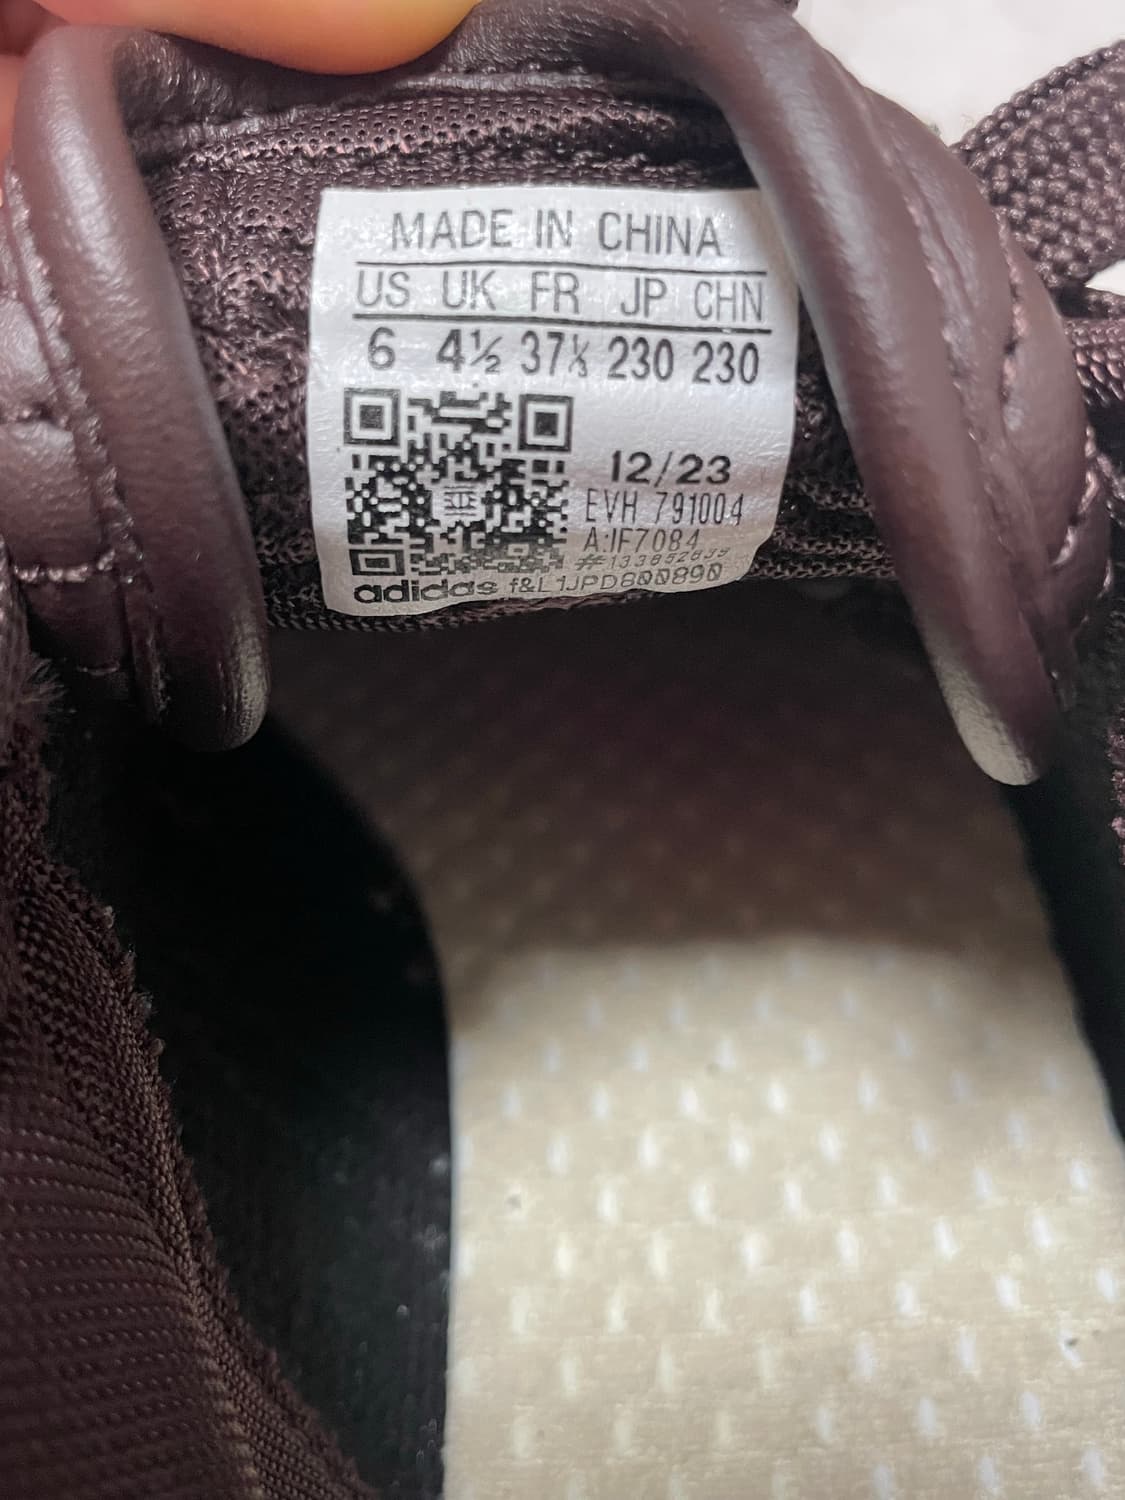 MADE IN CHINA
US UK FR JP CHN
6 4½ 37⅓ 230 230
12/23
EVH 791004
A:IF7084
adidas f&L1JPD800890